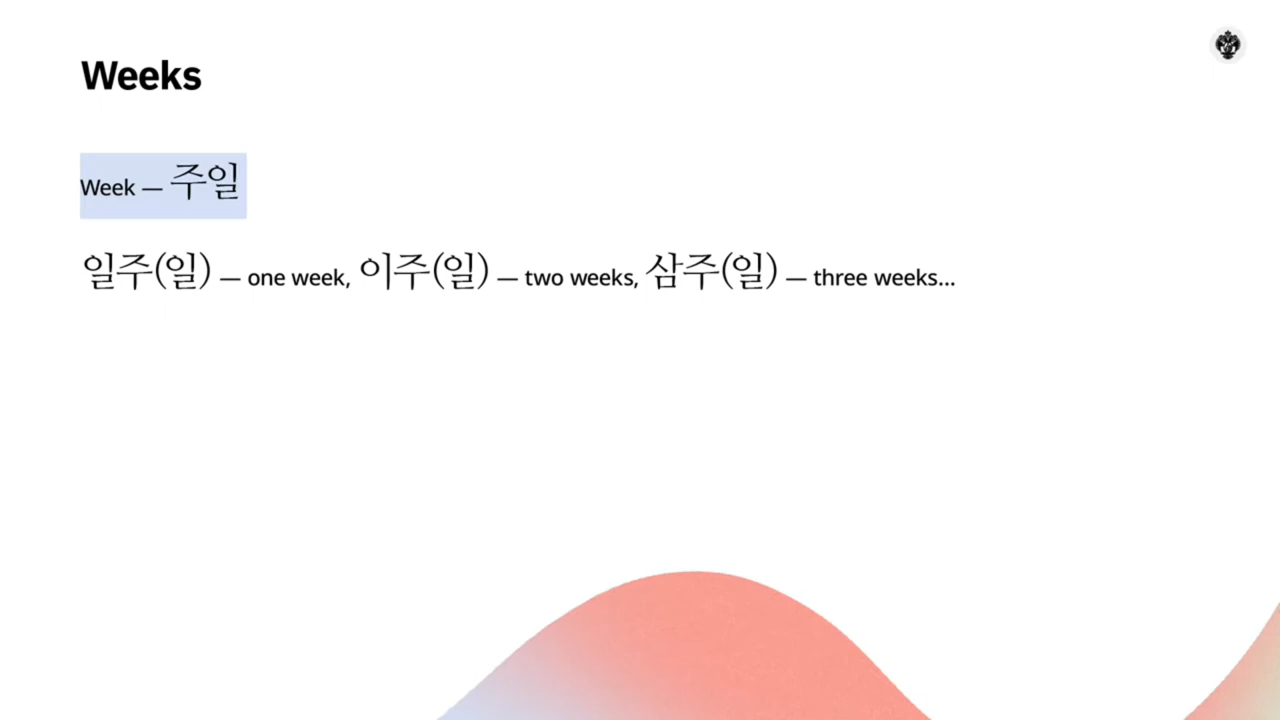 Weeks
Week — 주일
일주(일) — one week, 이주(일) — two weeks, 삼주(일) — three weeks...